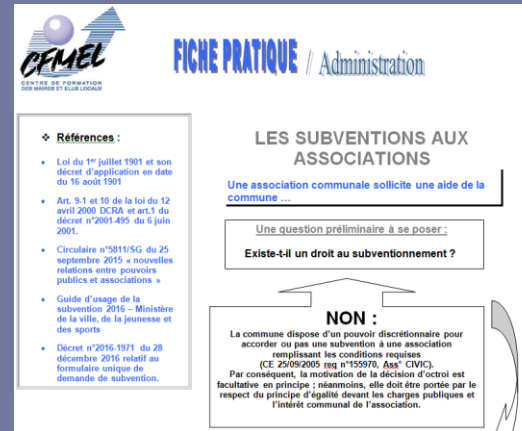 CFMEL
CENTRE DE FORMATION
DES MAIRES ET ELUS LOCAUX
FICHE PRATIQUE / Administration
❖ Références :
• Loi du 1er juillet 1901 et son
décret d'application en date
du 16 août 1901
• Art. 9-1 et 10 de la loi du 12
avril 2000 DCRA et art.1 du
décret n°2001-495 du 6 juin
2001.
• Circulaire n°5811/SG du 25
septembre 2015 « nouvelles
relations entre pouvoirs
publics et associations »
• Guide d'usage de la
subvention 2016 – Ministère
de la ville, de la jeunesse et
des sports
• Décret n°2016-1971 du 28
décembre 2016 relatif au
formulaire unique de
demande de subvention.
LES SUBVENTIONS AUX
ASSOCIATIONS
Une association communale sollicite une aide de la
commune …
Une question préliminaire à se poser :
Existe-t-il un droit au subventionnement ?
NON :
La commune dispose d'un pouvoir discrétionnaire pour
accorder ou pas une subvention à une association
remplissant les conditions requises
(CE 25/09/2005 req n°155970, Ass° CIVIC).
Par conséquent, la motivation de la décision d'octroi est
facultative en principe ; néanmoins, elle doit être portée par le
respect du principe d'égalité devant les charges publiques et
l'intérêt communal de l'association.